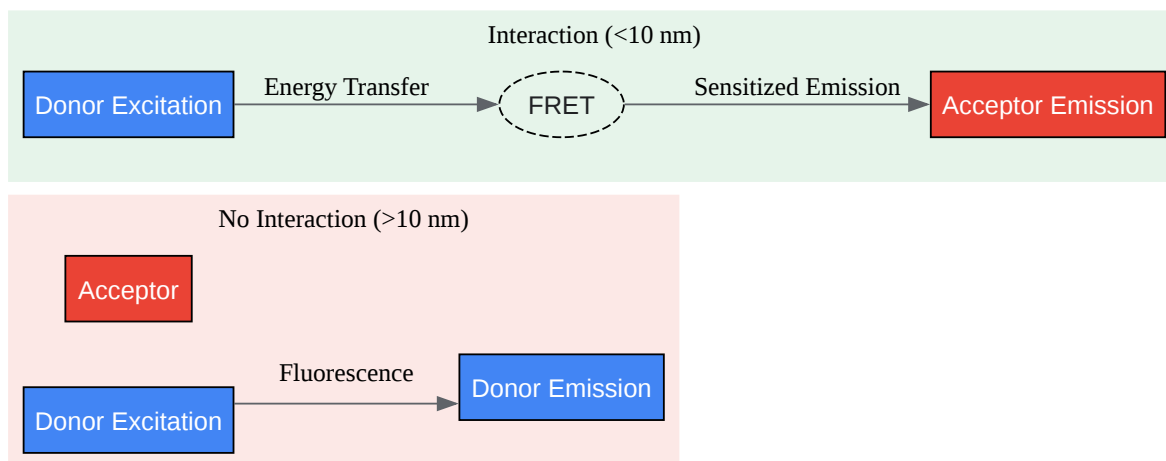 Interaction (<10 nm)
Donor Excitation
Energy Transfer
FRET
Sensitized Emission
Acceptor Emission
No Interaction (>10 nm)
Acceptor
Donor Excitation
Fluorescence
Donor Emission